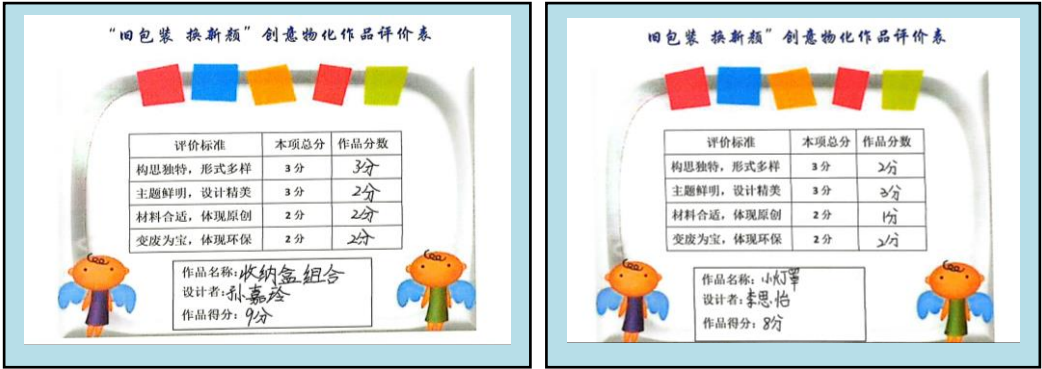 “旧包装 换新颜”创意物化作品评价表
评价标准 本项总分 作品分数
构思独特，形式多样 3分 3分
主题鲜明，设计精美 3分 2分
材料合适，体现原创 2分 2分
变废为宝，体现环保 2分 2分
作品名称：收纳盒组合
设计者：孙嘉玲
作品得分：9分
旧包装 换新颜”创意物化作品评价表
评价标准 本项总分 作品分数
构思独特，形式多样 3分 2分
主题鲜明，设计精美 3分 3分
材料合适，体现原创 2分 1分
变废为宝，体现环保 2分 2分
作品名称：小灯罩
设计者：李思怡
作品得分：8分